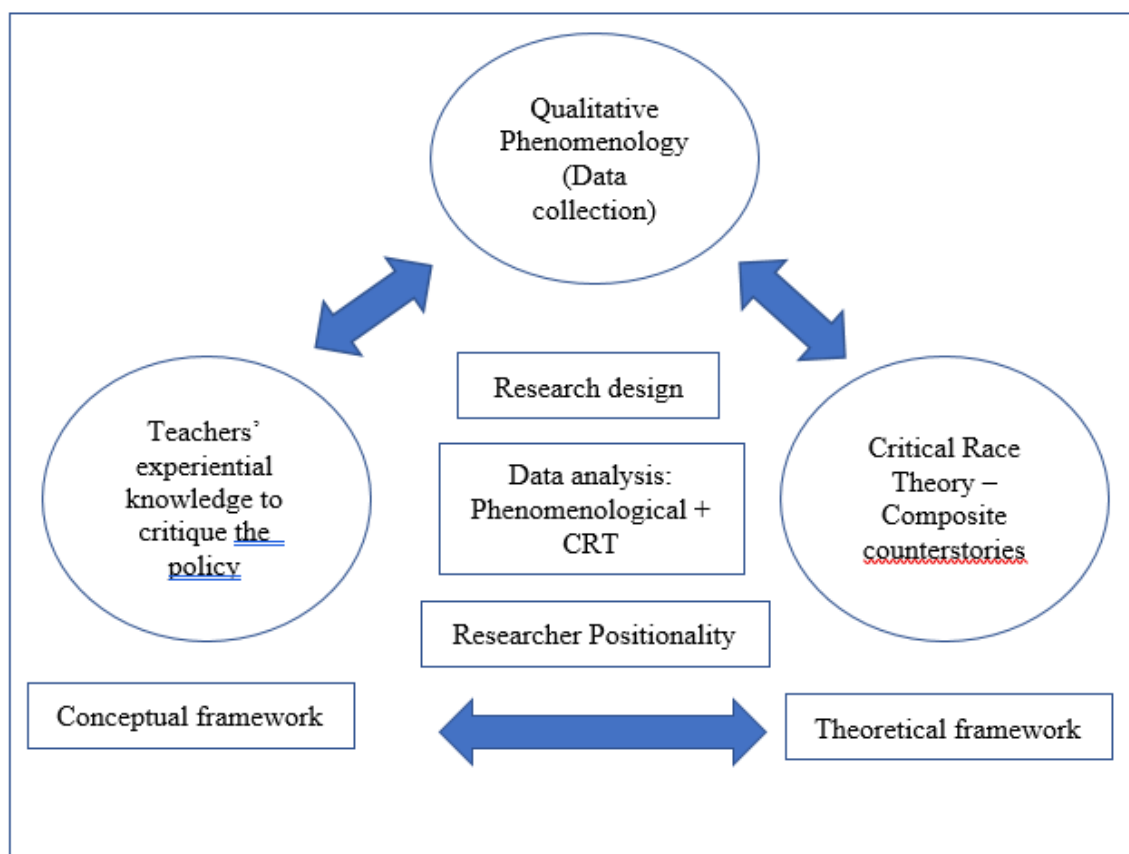 Qualitative
Phenomenology
(Data
collection)
Research design
Teachers’
experiential
knowledge to
critique the
policy
Data analysis:
Phenomenological +
CRT
Critical Race
Theory –
Composite
counterstories
Researcher Positionality
Conceptual framework
Theoretical framework